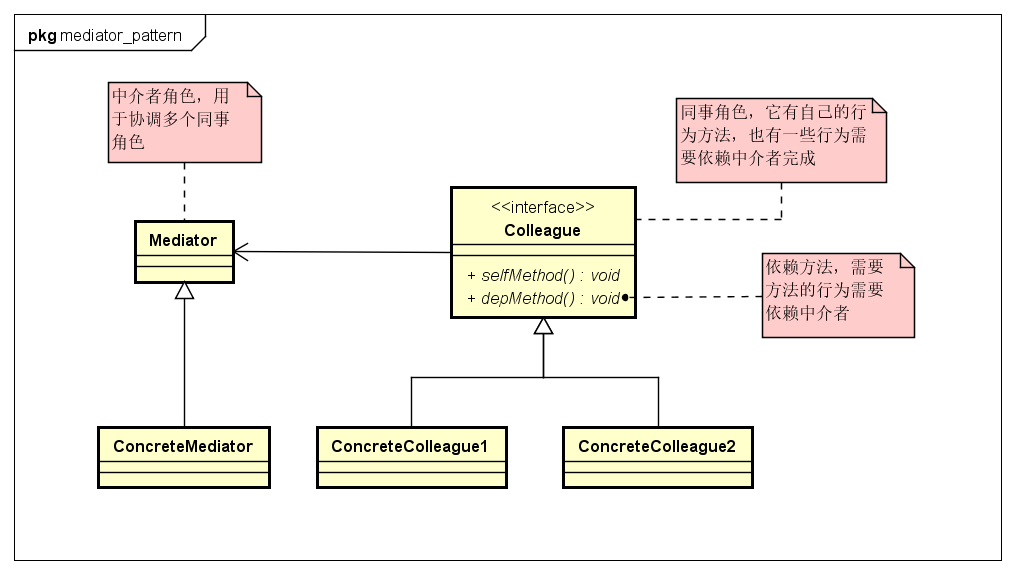 pkg mediator_pattern
中介者角色，用
于协调多个同事
角色
同事角色，它有自己的行
为方法，也有一些行为需
要依赖中介者完成
<<interface>>
Colleague
Mediator
+ selfMethod() : void
+ depMethod() : void
依赖方法，需要
方法的行为需要
依赖中介者
ConcreteMediator
ConcreteColleague1
ConcreteColleague2